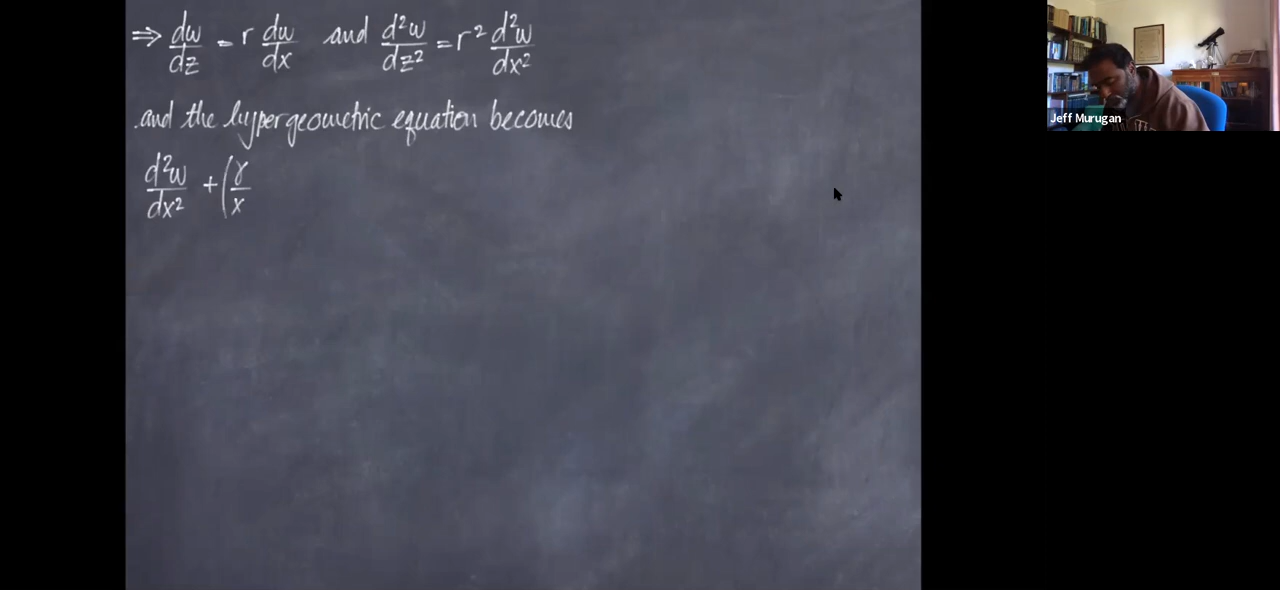 ⇒ dw/dz = r dw/dx and d²w/dz² = r² d²w/dx²
and the hypergeometric equation becomes
d²w/dx² + (γ/x
Jeff Murugan